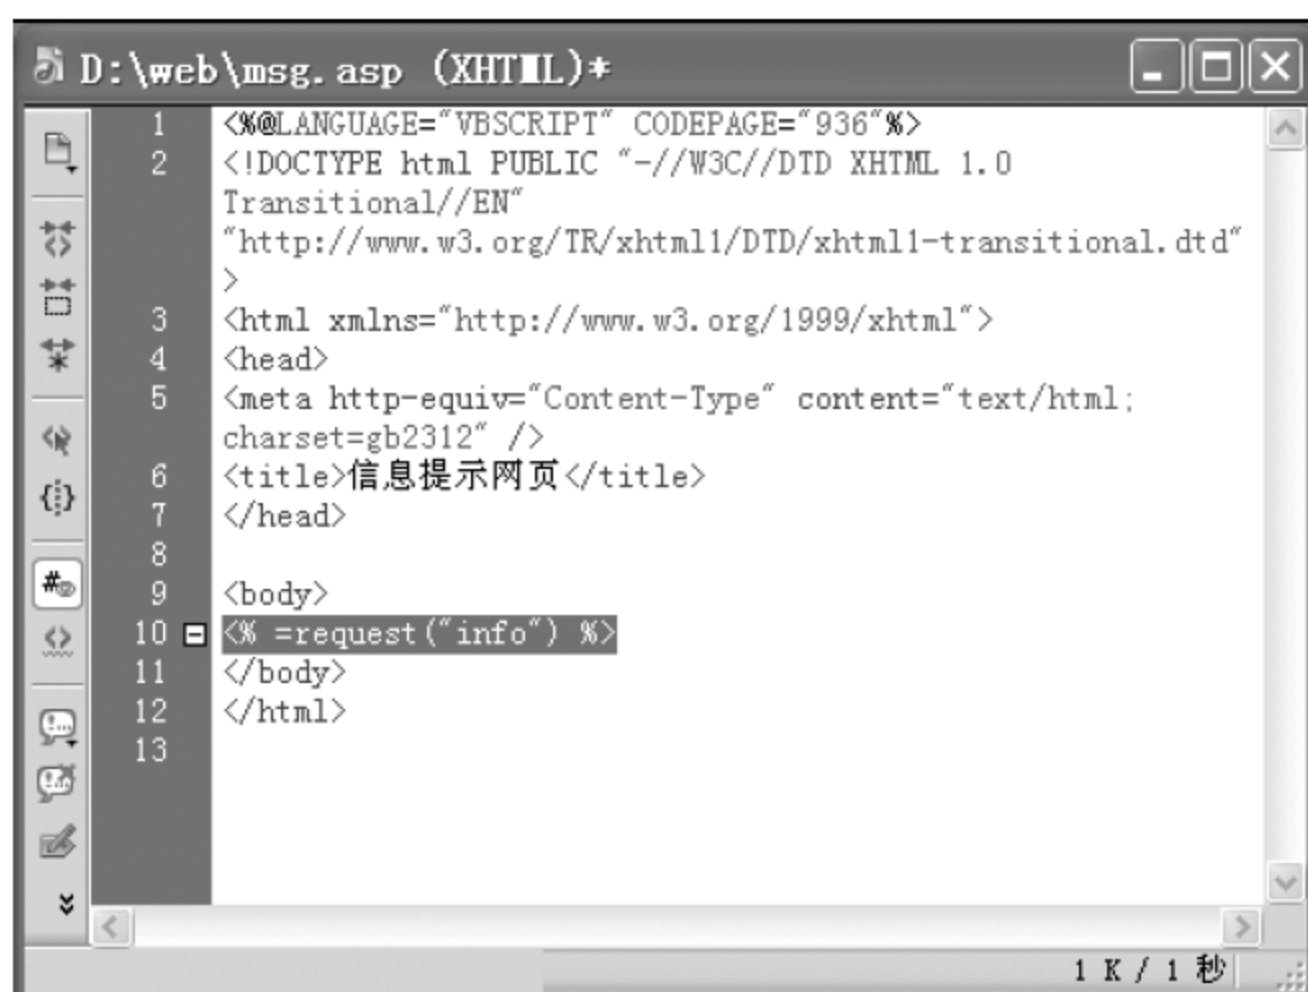 D:\web\msg.asp (XHTML)*
1 <%@LANGUAGE="VBSCRIPT" CODEPAGE="936"%>
2 <!DOCTYPE html PUBLIC "-//W3C//DTD XHTML 1.0
Transitional//EN"
"http://www.w3.org/TR/xhtml1/DTD/xhtml1-transitional.dtd"
>
3 <html xmlns="http://www.w3.org/1999/xhtml">
4 <head>
5 <meta http-equiv="Content-Type" content="text/html;
charset=gb2312" />
6 <title>信息提示网页</title>
7 </head>
8
9 <body>
10 <% =request("info") %>
11 </body>
12 </html>
13
1 K / 1 秒